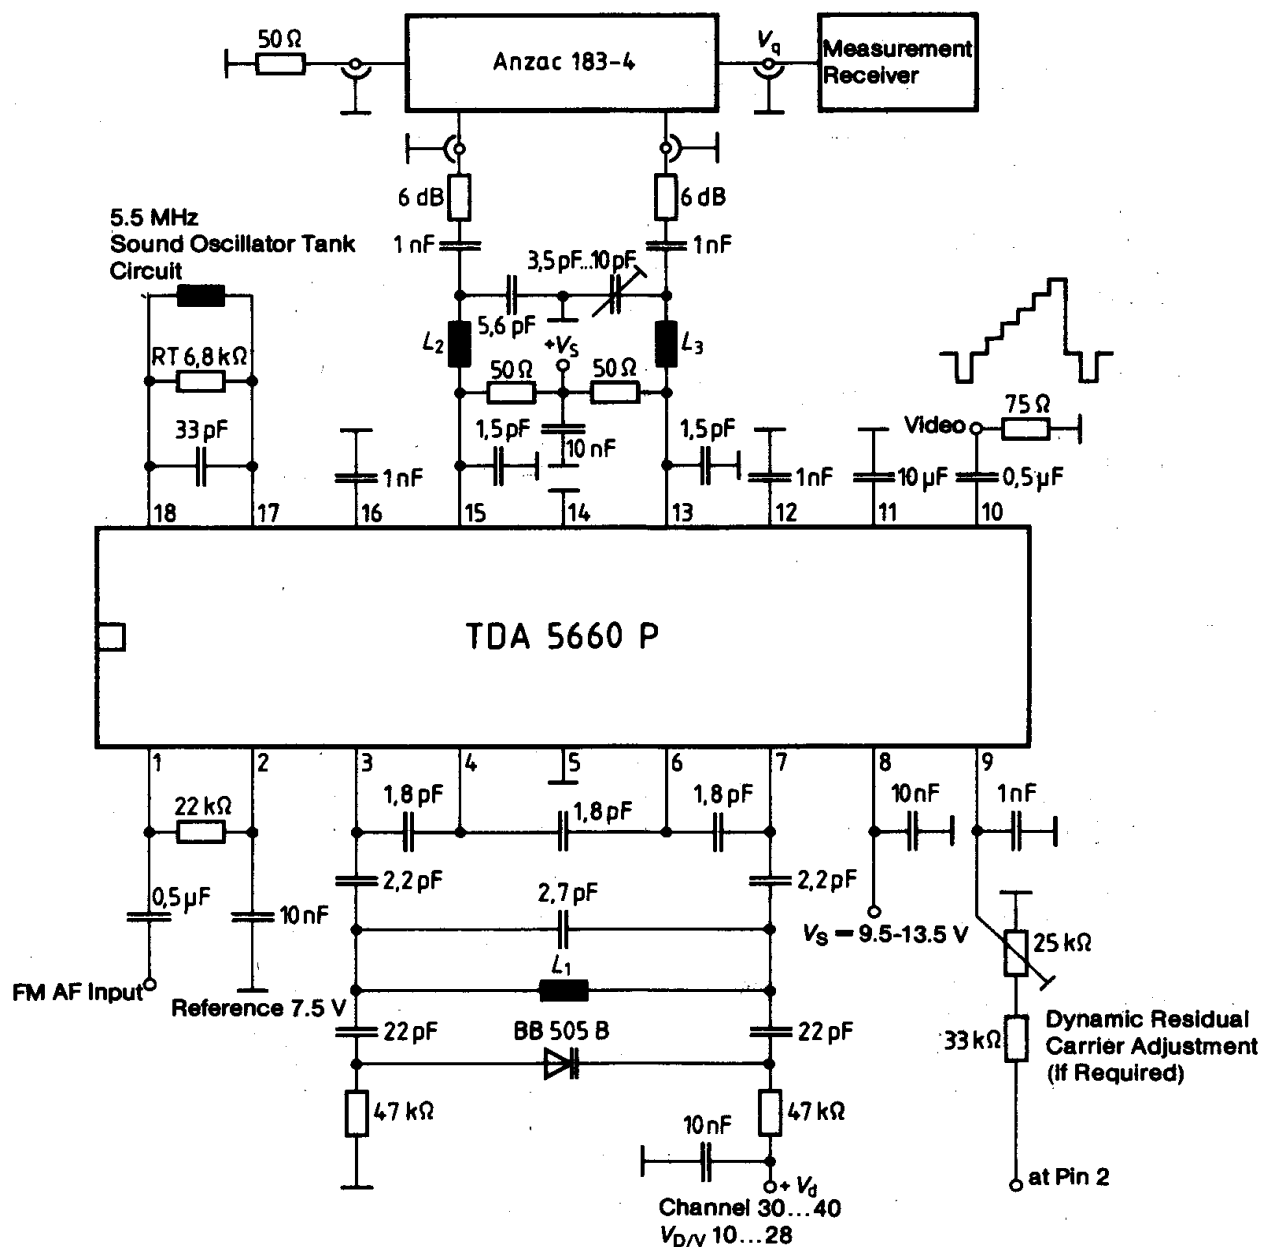 50 Ω
Anzac 183-4
Vq
Measurement
Receiver
6 dB
6 dB
1 nF
1 nF
5.5 MHz
Sound Oscillator Tank
Circuit
3,5 pF...10 pF
5,6 pF
L2
+VS
L3
RT 6,8 kΩ
50 Ω
50 Ω
33 pF
1,5 pF
10 nF
1,5 pF
Video
75 Ω
1 nF
1 nF
10 µF
0,5 µF
18
17
16
15
14
13
12
11
10
TDA 5660 P
1
2
3
4
5
6
7
8
9
22 kΩ
1,8 pF
1,8 pF
1,8 pF
10 nF
1 nF
0,5 µF
10 nF
2,2 pF
2,7 pF
2,2 pF
VS = 9.5-13.5 V
25 kΩ
L1
FM AF Input
Reference 7.5 V
22 pF
BB 505 B
22 pF
33 kΩ
Dynamic Residual
Carrier Adjustment
(if Required)
47 kΩ
47 kΩ
10 nF
+ Vd
at Pin 2
Channel 30...40
VD/V 10...28